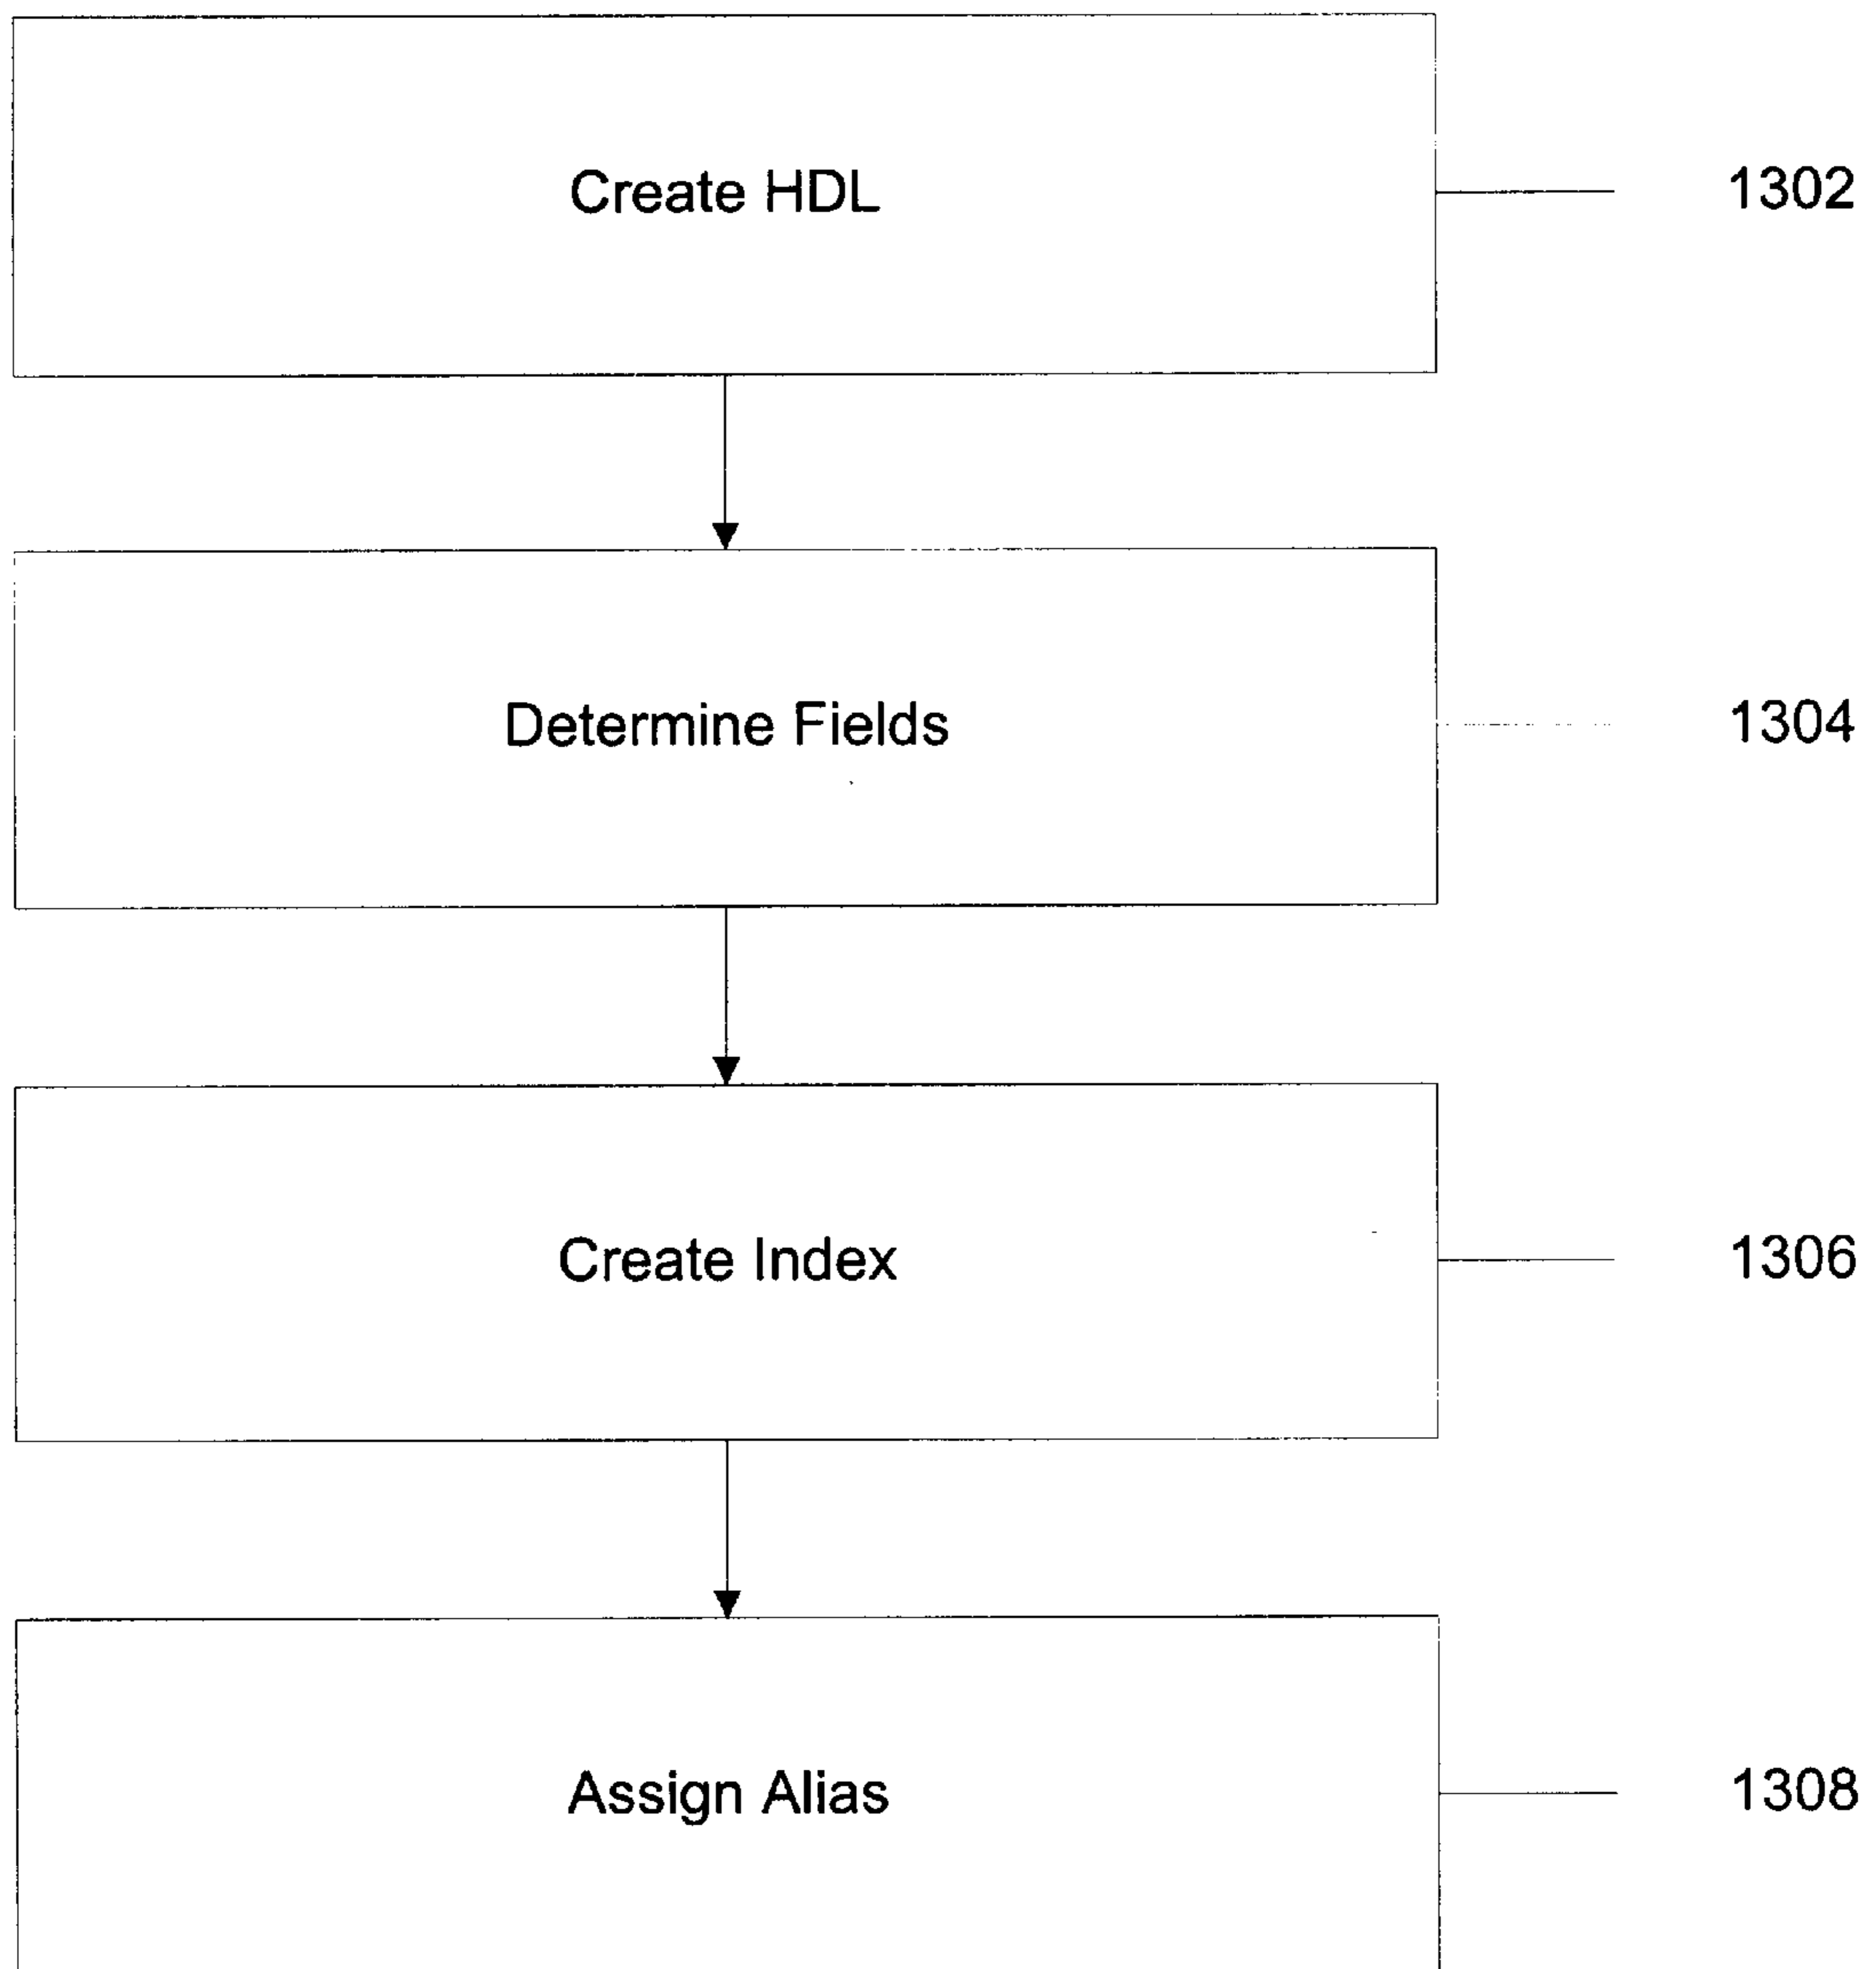 Create HDL 1302
Determine Fields 1304
Create Index 1306
Assign Alias 1308